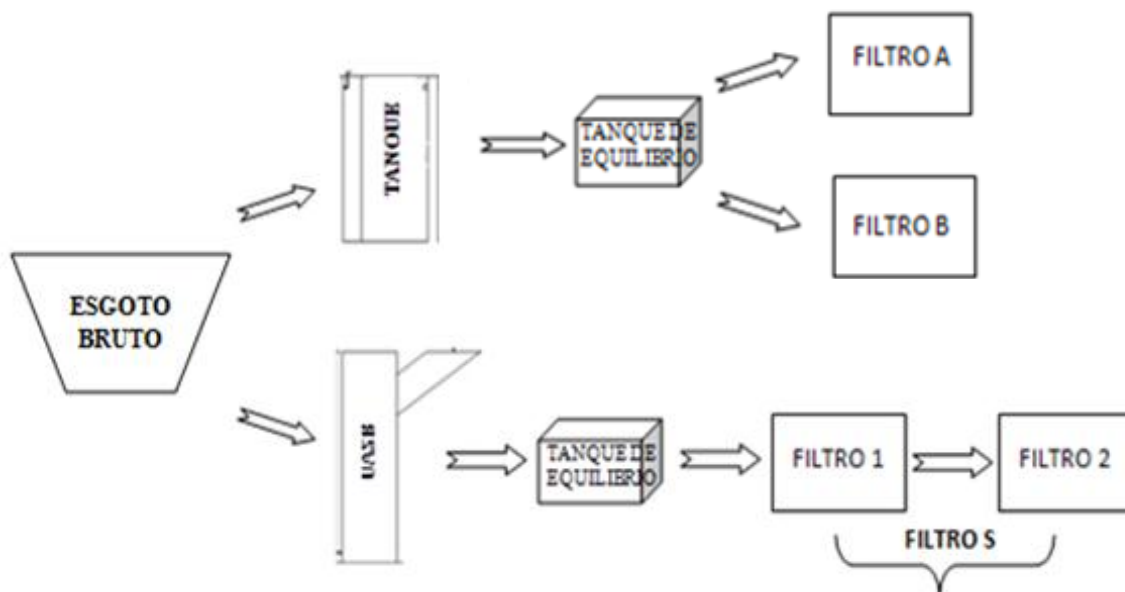 FILTRO A
TANQUE
TANQUE DE
EQUILIBRIO
FILTRO B
ESGOTO
BRUTO
UASB
TANQUE DE
EQUILIBRIO
FILTRO 1
FILTRO 2
FILTRO S